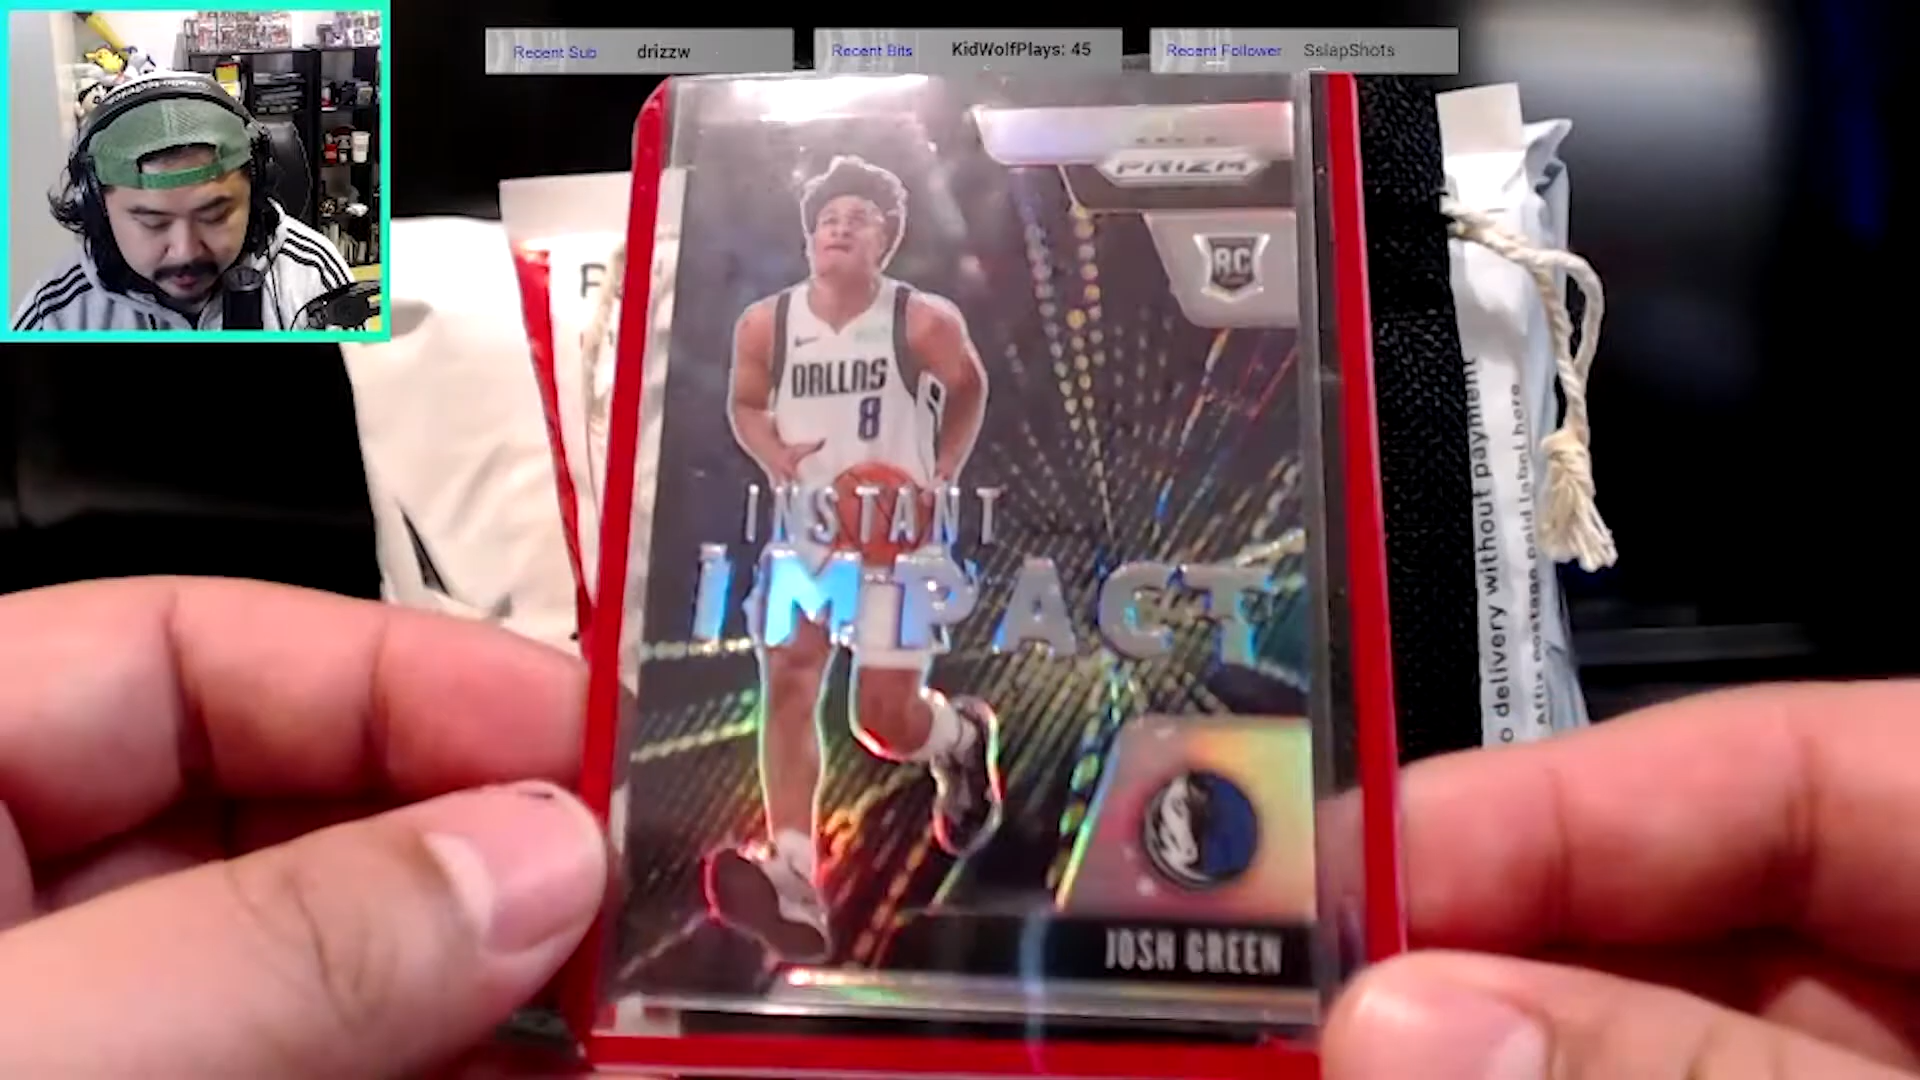 Recent Sub drizzw
Recent Bits KidWolfPlays: 45
Recent Follower SslapShots
PRIZM
RC
DALLAS
8
INSTANT
IMPACT
JOSH GREEN
o delivery without payment
Affix postage paid label here